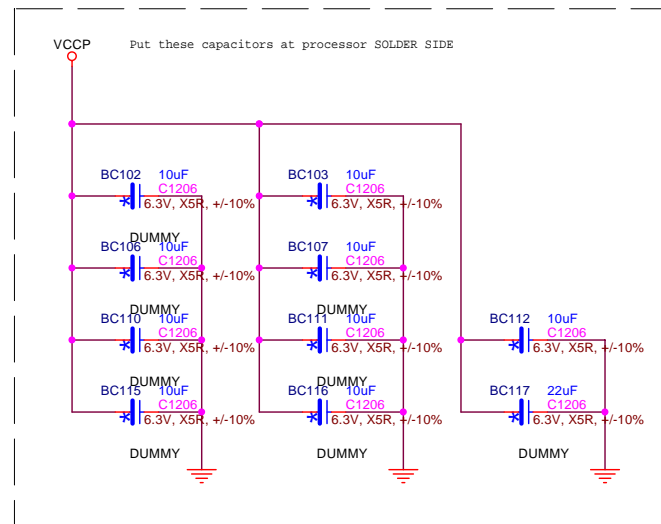 VCCP Put these capacitors at processor SOLDER SIDE
BC102 10uF
C1206
6.3V, X5R, +/-10%
BC103 10uF
C1206
6.3V, X5R, +/-10%
DUMMY
BC106 10uF
C1206
6.3V, X5R, +/-10%
BC107 10uF
C1206
6.3V, X5R, +/-10%
DUMMY
DUMMY
BC110 10uF
C1206
6.3V, X5R, +/-10%
BC111 10uF
C1206
6.3V, X5R, +/-10%
BC112 10uF
C1206
6.3V, X5R, +/-10%
DUMMY
DUMMY
BC115 10uF
C1206
6.3V, X5R, +/-10%
BC116 10uF
C1206
6.3V, X5R, +/-10%
BC117 22uF
C1206
6.3V, X5R, +/-10%
DUMMY
DUMMY
DUMMY